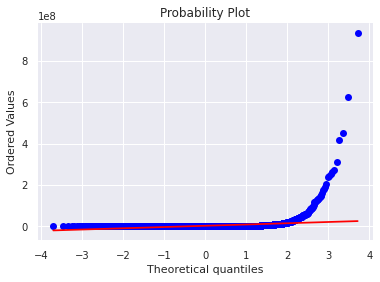 Probability Plot
1e8
8
6
4
2
0
Ordered Values
−4 −3 −2 −1 0 1 2 3 4
Theoretical quantiles